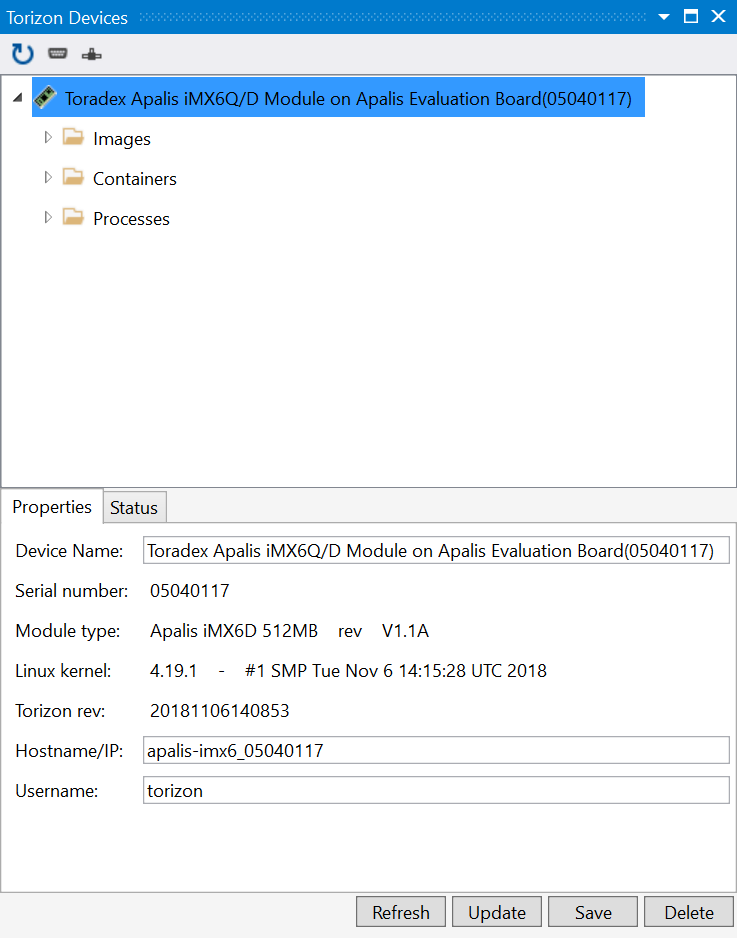 Torizon Devices
Toradex Apalis iMX6Q/D Module on Apalis Evaluation Board(05040117)
Images
Containers
Processes
Properties Status
Device Name: Toradex Apalis iMX6Q/D Module on Apalis Evaluation Board(05040117)
Serial number: 05040117
Module type: Apalis iMX6D 512MB rev V1.1A
Linux kernel: 4.19.1 - #1 SMP Tue Nov 6 14:15:28 UTC 2018
Torizon rev: 20181106140853
Hostname/IP: apalis-imx6_05040117
Username: torizon
Refresh Update Save Delete